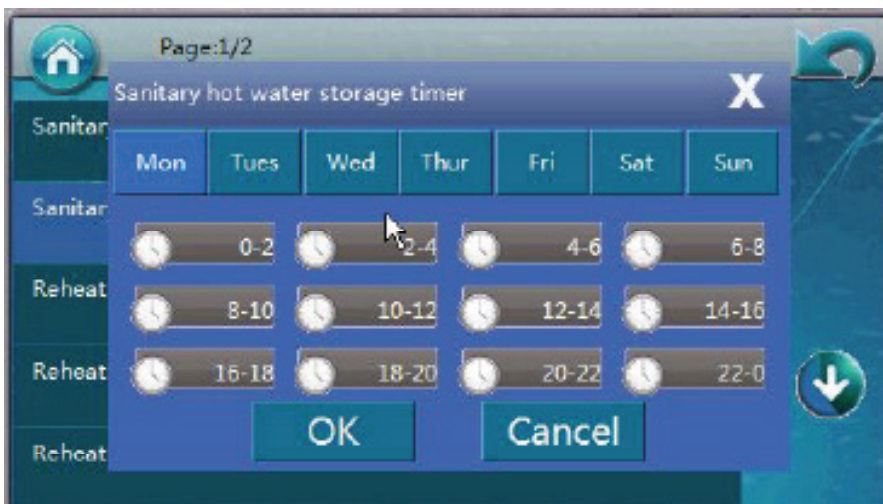 Page:1/2
Sanitary hot water storage timer X
Sanitar
Mon Tues Wed Thur Fri Sat Sun
Sanitar
0-2 2-4 4-6 6-8
Reheat
8-10 10-12 12-14 14-16
Reheat
16-18 18-20 20-22 22-0
OK Cancel
Reheat